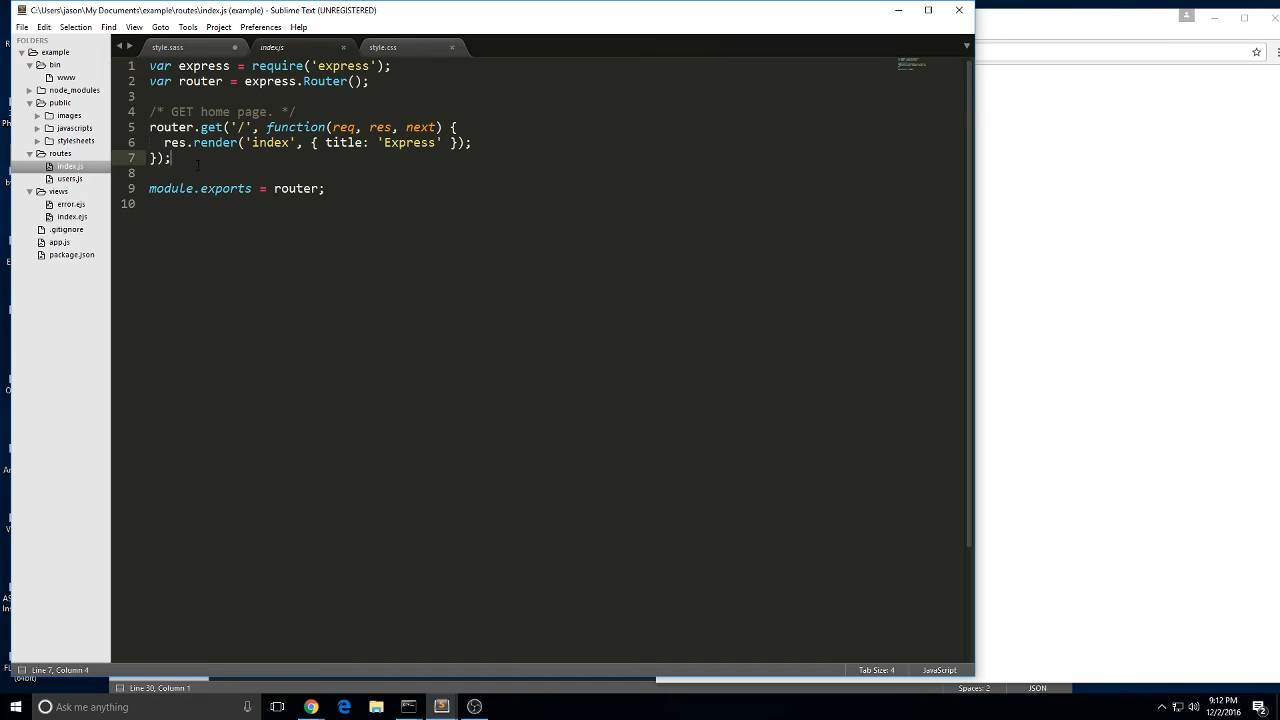 C:\Users\jason\My Documents\example\routes\index.js (example) - Sublime Text (UNREGISTERED)
File Edit Selection Find View Goto Tools Project Preferences Help
FOLDERS
example
bin
www
node_modules
public
images
javascripts
stylesheets
routes
index.js
users.js
views
error.ejs
index.ejs
.gitignore
app.js
package.json
style.sass
index.js
style.css
1 var express = require('express');
2 var router = express.Router();
3
4 /* GET home page. */
5 router.get('/', function(req, res, next) {
6 res.render('index', { title: 'Express' });
7 });
8
9 module.exports = router;
10
Line 7, Column 4
Tab Size: 4
JavaScript
(64bit)
Line 30, Column 1
Spaces: 2
JSON
Ask me anything
9:12 PM
12/2/2016
2